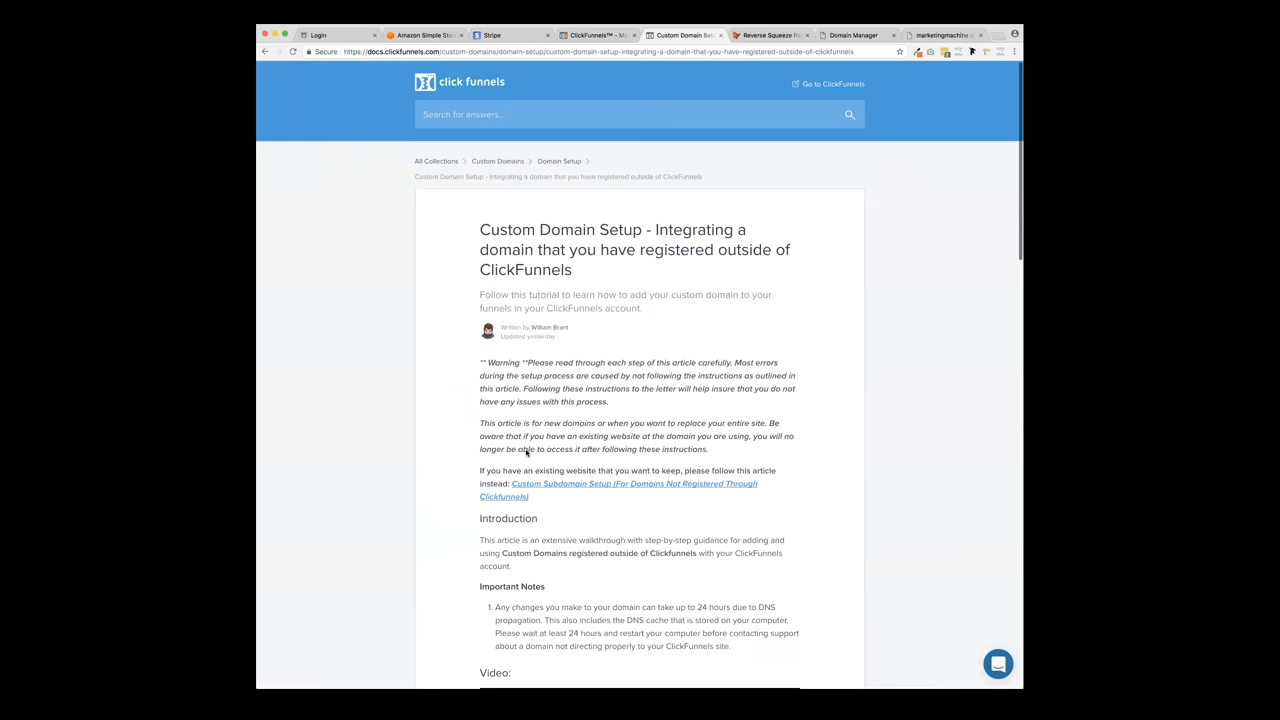 Login
Amazon Simple Sto
Stripe
ClickFunnels™ – M
Custom Domain Set
Reverse Squeeze P
Domain Manager
marketingmachine.c
Secure
https://docs.clickfunnels.com/custom-domains/domain-setup/custom-domain-setup-integrating-a-domain-that-you-have-registered-outside-of-clickfunnels
click funnels
Go to ClickFunnels
Search for answers...
All Collections
Custom Domains
Domain Setup
Custom Domain Setup - Integrating a domain that you have registered outside of ClickFunnels
Custom Domain Setup - Integrating a
domain that you have registered outside of
ClickFunnels
Follow this tutorial to learn how to add your custom domain to your
funnels in your ClickFunnels account.
Written by William Brant
Updated yesterday
** Warning **Please read through each step of this article carefully. Most errors
during the setup process are caused by not following the instructions as outlined in
this article. Following these instructions to the letter will help insure that you do not
have any issues with this process.
This article is for new domains or when you want to replace your entire site. Be
aware that if you have an existing website at the domain you are using, you will no
longer be able to access it after following these instructions.
If you have an existing website that you want to keep, please follow this article
instead: Custom Subdomain Setup (For Domains Not Registered Through
Clickfunnels)
Introduction
This article is an extensive walkthrough with step-by-step guidance for adding and
using Custom Domains registered outside of Clickfunnels with your ClickFunnels
account.
Important Notes
1. Any changes you make to your domain can take up to 24 hours due to DNS
propagation. This also includes the DNS cache that is stored on your computer.
Please wait at least 24 hours and restart your computer before contacting support
about a domain not directing properly to your ClickFunnels site.
Video: